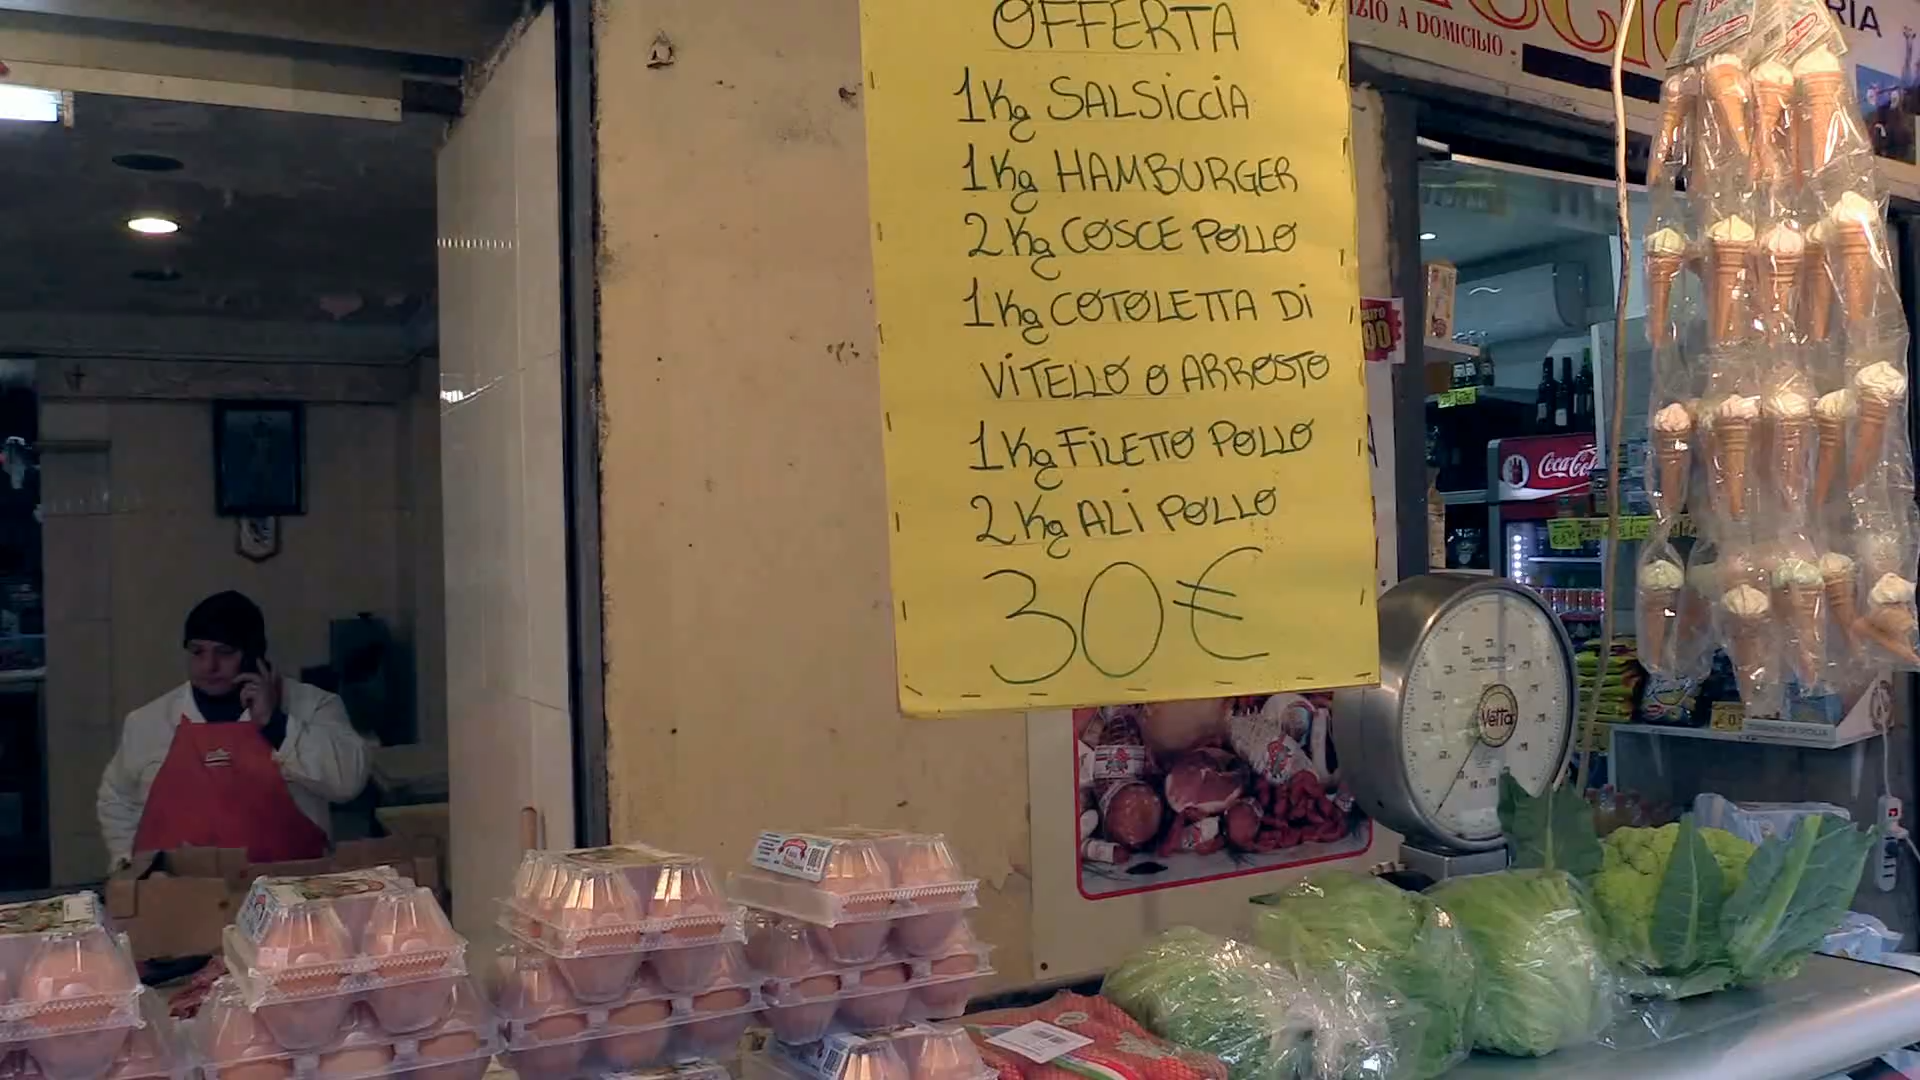 OFFERTA
1Kg SALSICCIA
1Kg HAMBURGER
2Kg COSCE POLLO
1Kg COTOLETTA DI
VITELLO O ARROSTO
1Kg FILETTO POLLO
2Kg ALI POLLO
30€
A DOMICILIO -
Coca-Cola
Vetta